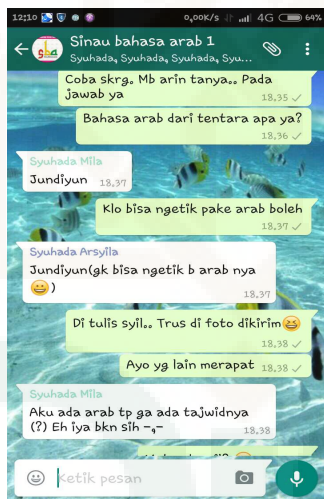 12:10 0,00K/s 4G 64%
Sinau bahasa arab 1
Syuhada, Syuhada, Syuhada, Syu...
Coba skrg. Mb arin tanya.. Pada
jawab ya 18.35
Bahasa arab dari tentara apa ya?
18.36
Syuhada Mila
Jundiyun 18.37
Klo bisa ngetik pake arab boleh
18.37
Syuhada Arsyila
Jundiyun(gk bisa ngetik b arab nya
😀)
18.37
Di tulis syil.. Trus di foto dikirim😆
18.38
Ayo yg lain merapat 18.38
Syuhada Mila
Aku ada arab tp ga ada tajwidnya
(?) Eh iya bkn sih -,-
18.38
Ketik pesan